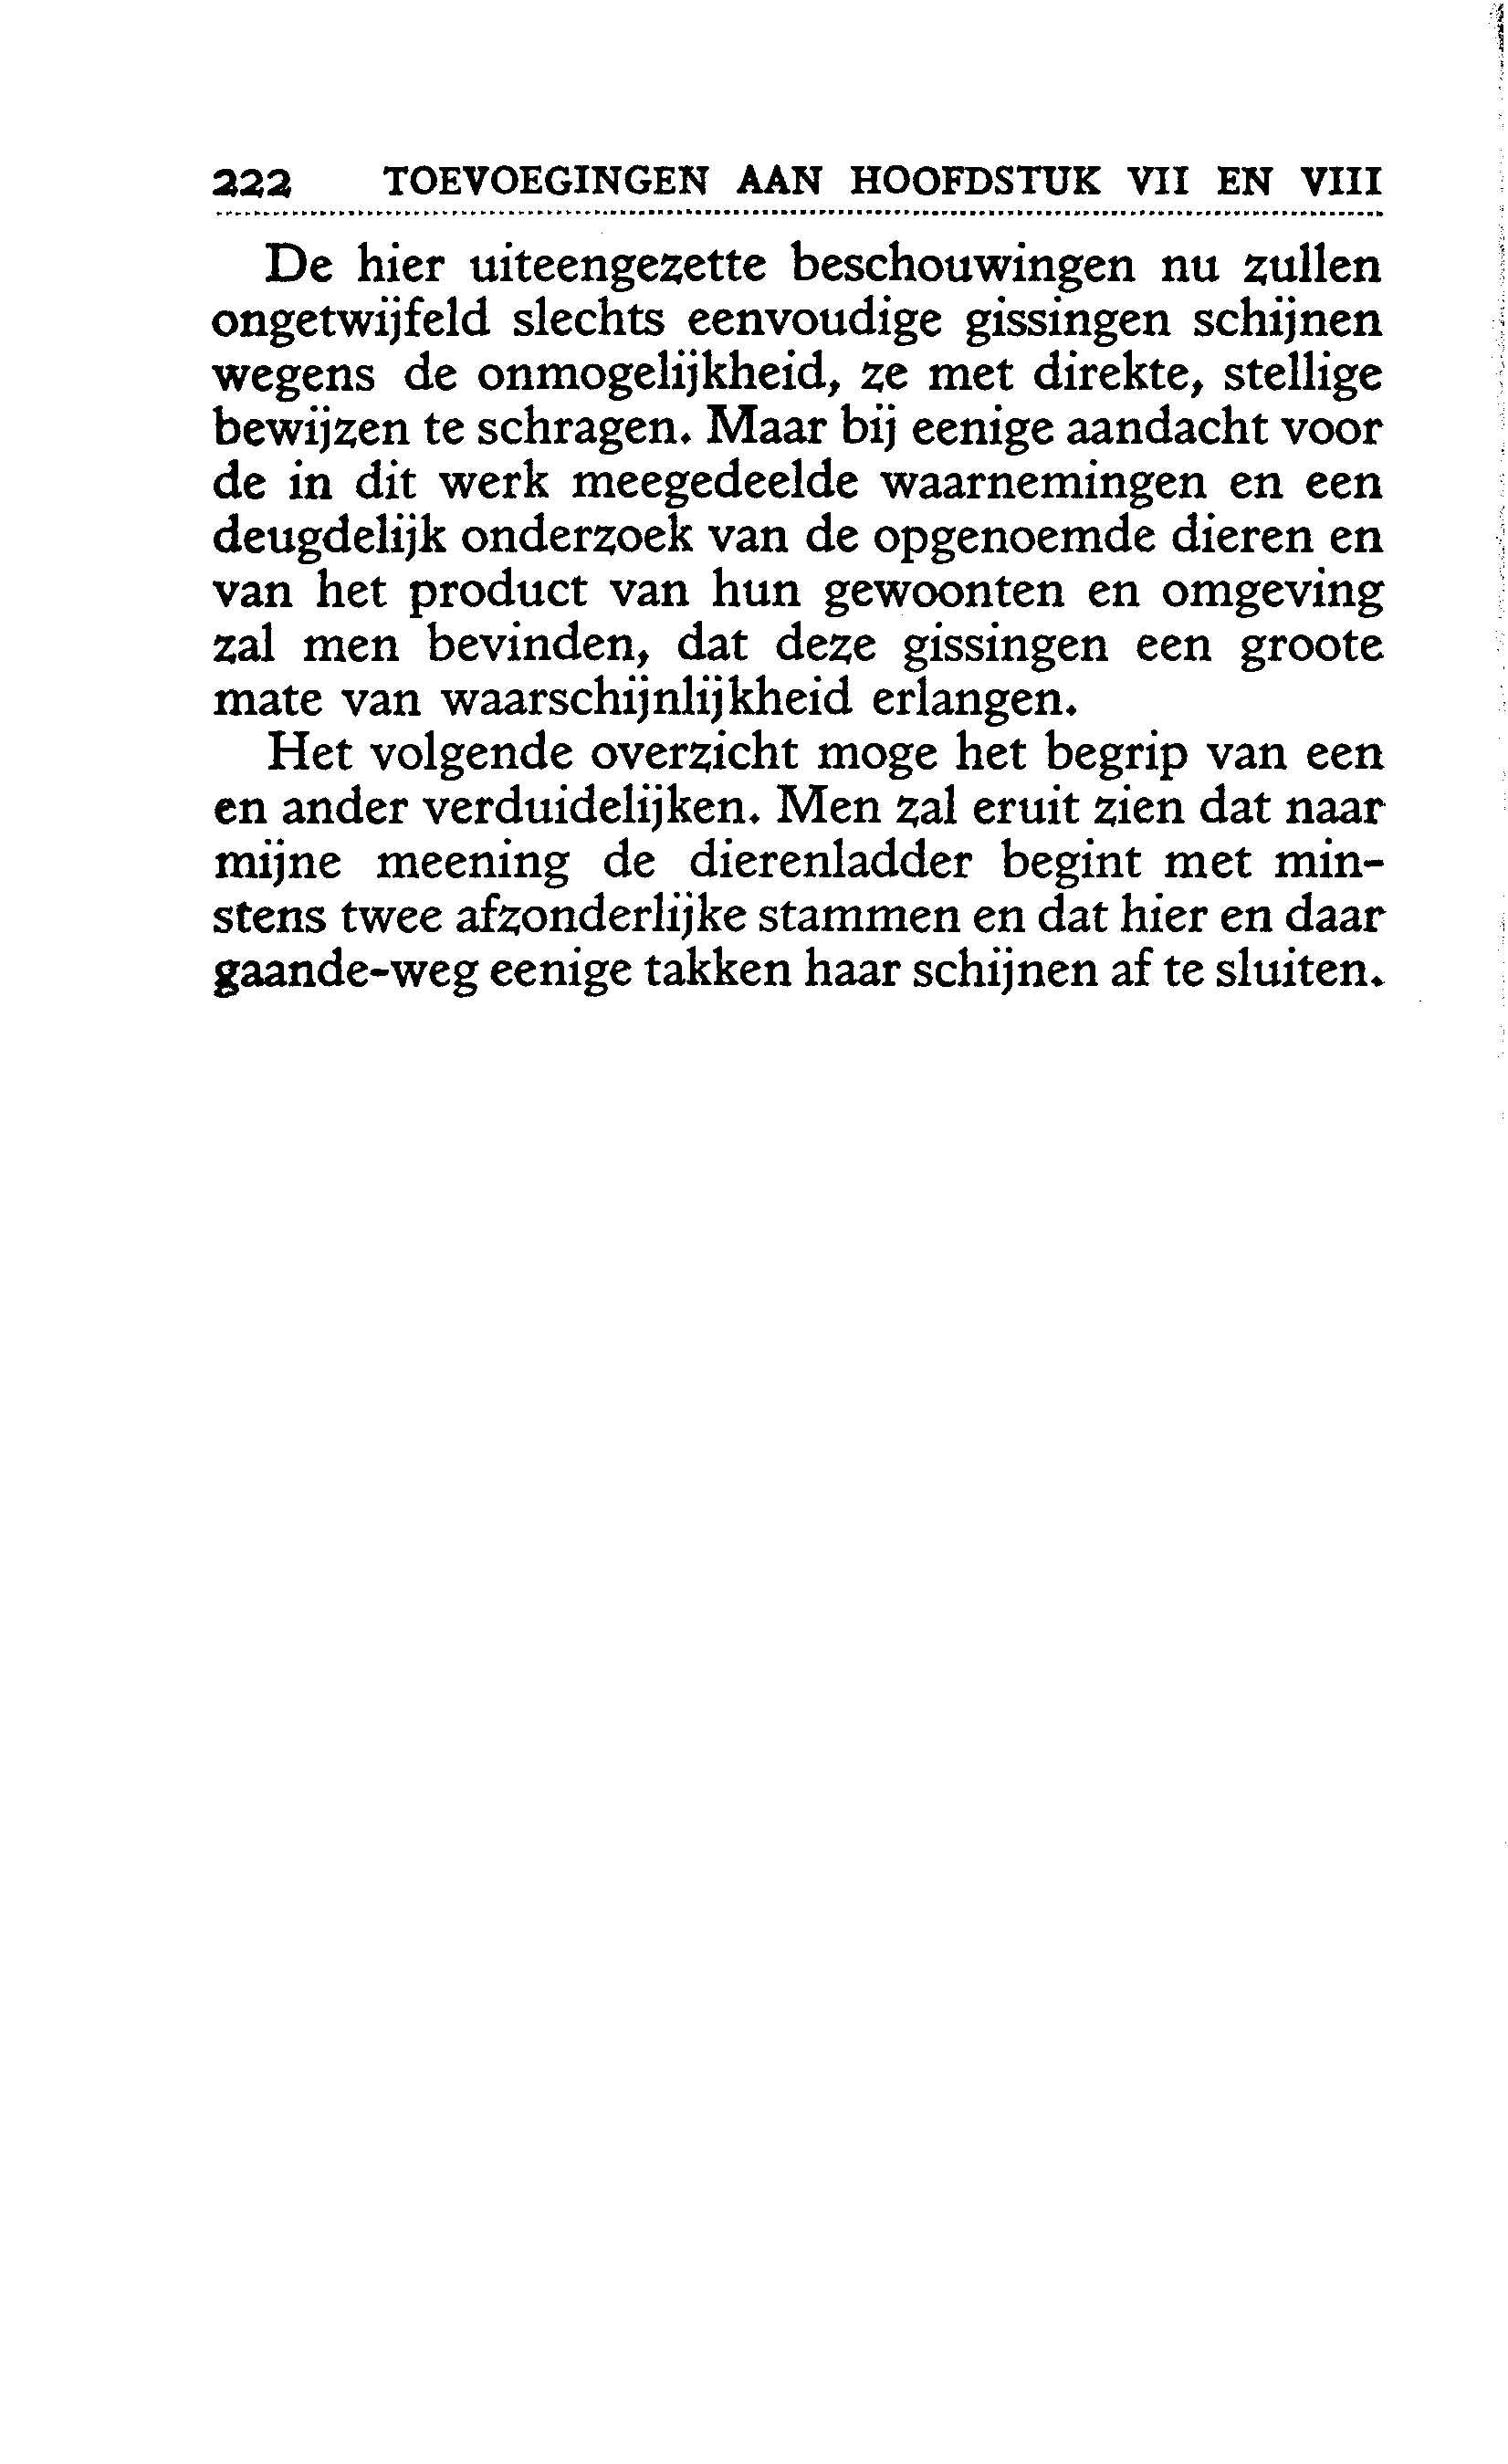 222 TOEVOEGINGEN AAN HOOFDSTUK VII EN VIII
De hier uiteengezette beschouwingen nu zullen
ongetwijfeld slechts eenvoudige gissingen schijnen
wegens de onmogelijkheid, ze met direkte, stellige
bewijzen te schragen. Maar bij eenige aandacht voor
de in dit werk meegedeelde waarnemingen en een
deugdelijk onderzoek van de opgenoemde dieren en
van het product van hun gewoonten en omgeving
zal men bevinden, dat deze gissingen een groote
mate van waarschijnlijkheid erlangen.
Het volgende overzicht moge het begrip van een
en ander verduidelijken. Men zal eruit zien dat naar
mijne meening de dierenladder begint met min-
stens twee afzonderlijke stammen en dat hier en daar
gaande-weg eenige takken haar schijnen af te sluiten.